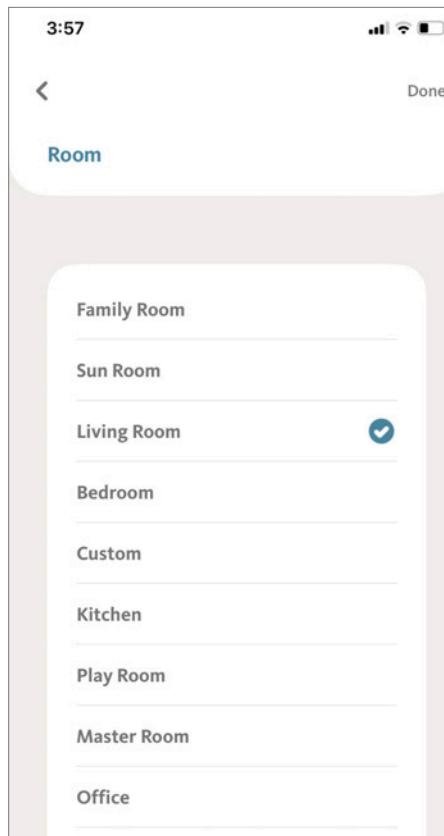 3:57
Done
Room
Family Room
Sun Room
Living Room
Bedroom
Custom
Kitchen
Play Room
Master Room
Office